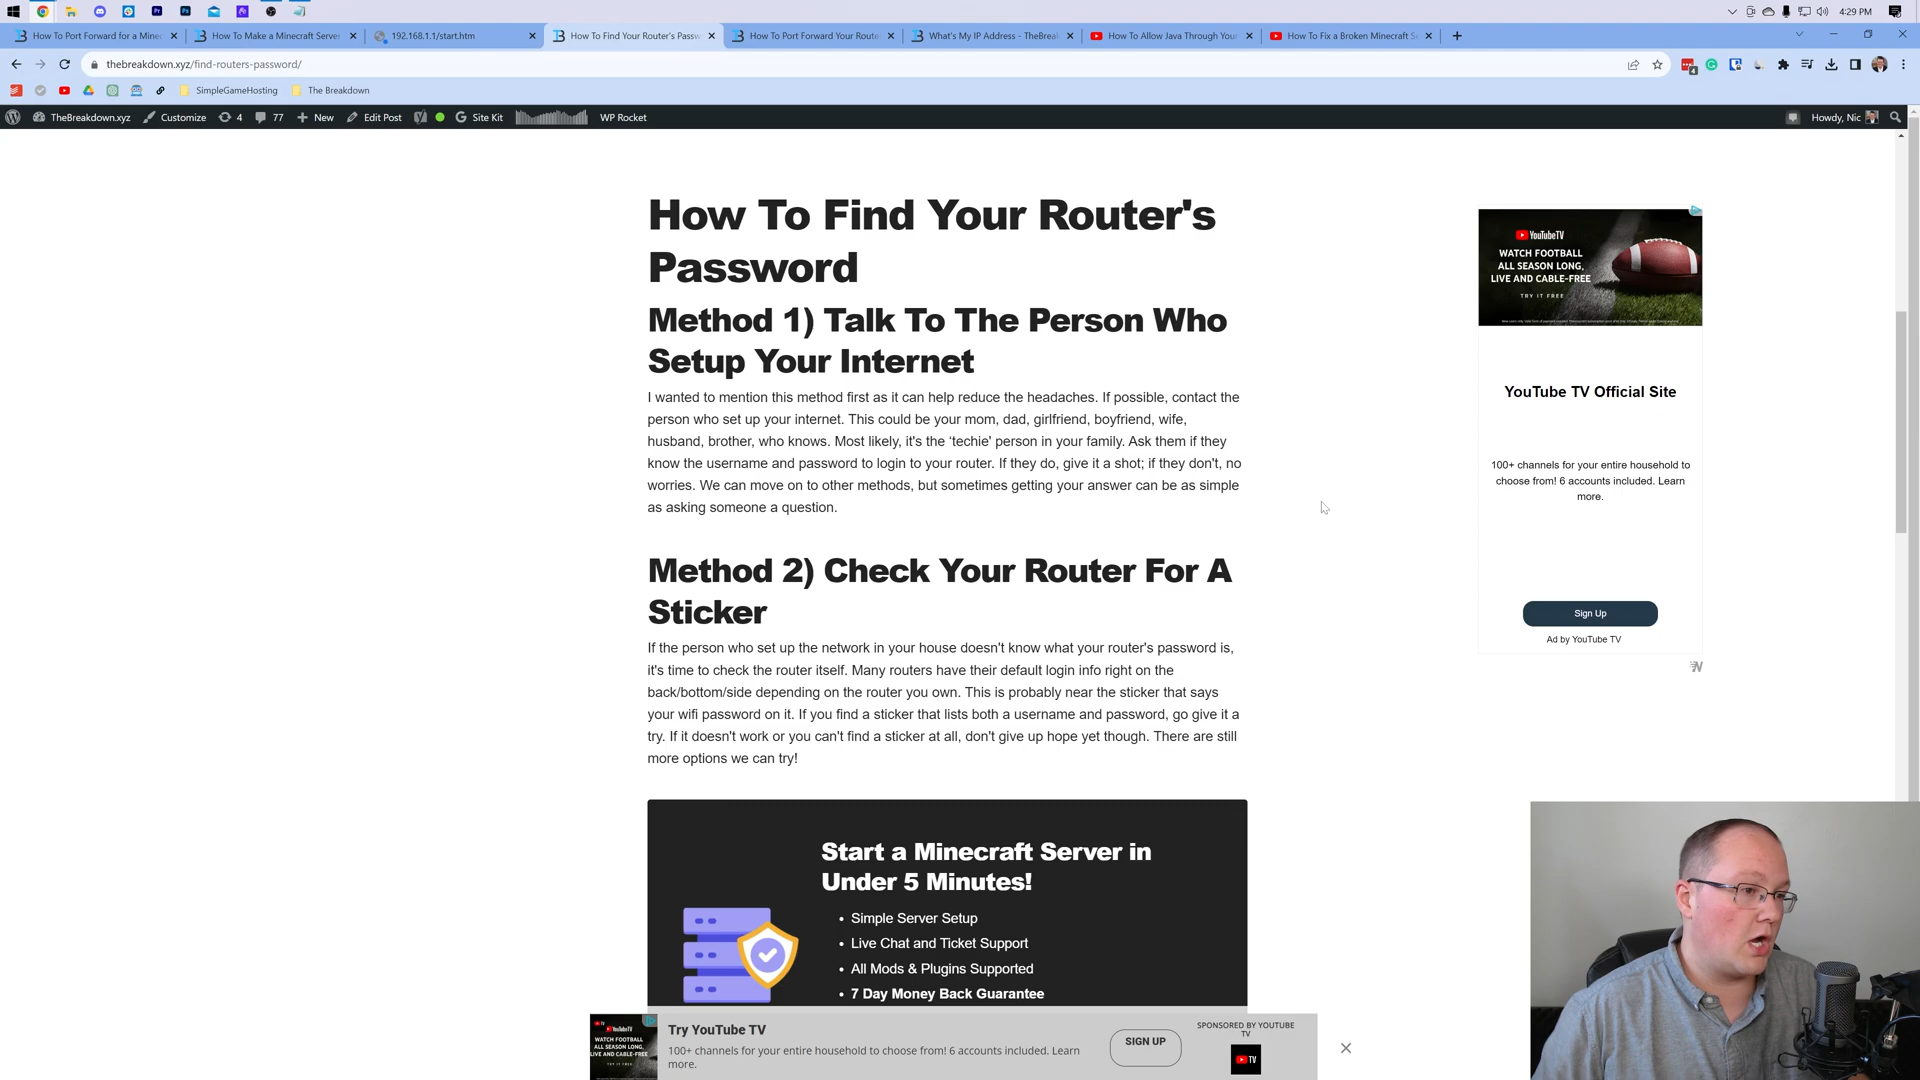 4:29 PM
How To Port Forward for a Minec
How To Make a Minecraft Server
192.168.1.1/start.htm
How To Find Your Router's Passw
How To Port Forward Your Route
What's My IP Address - TheBreak
How To Allow Java Through Your
How To Fix a Broken Minecraft S
thebreakdown.xyz/find-routers-password/
SimpleGameHosting
The Breakdown
TheBreakdown.xyz
Customize
4
77
New
Edit Post
Site Kit
WP Rocket
Howdy, Nic
How To Find Your Router's
Password
Method 1) Talk To The Person Who
Setup Your Internet
I wanted to mention this method first as it can help reduce the headaches. If possible, contact the
person who set up your internet. This could be your mom, dad, girlfriend, boyfriend, wife,
husband, brother, who knows. Most likely, it's the 'techie' person in your family. Ask them if they
know the username and password to login to your router. If they do, give it a shot; if they don't, no
worries. We can move on to other methods, but sometimes getting your answer can be as simple
as asking someone a question.
Method 2) Check Your Router For A
Sticker
If the person who set up the network in your house doesn't know what your router's password is,
it's time to check the router itself. Many routers have their default login info right on the
back/bottom/side depending on the router you own. This is probably near the sticker that says
your wifi password on it. If you find a sticker that lists both a username and password, go give it a
try. If it doesn't work or you can't find a sticker at all, don't give up hope yet though. There are still
more options we can try!
Start a Minecraft Server in
Under 5 Minutes!
• Simple Server Setup
• Live Chat and Ticket Support
• All Mods & Plugins Supported
• 7 Day Money Back Guarantee
YouTubeTV
WATCH FOOTBALL
ALL SEASON LONG,
LIVE AND CABLE-FREE
TRY IT FREE
YouTube TV Official Site
100+ channels for your entire household to
choose from! 6 accounts included. Learn
more.
Sign Up
Ad by YouTube TV
WATCH FOOTBALL
ALL SEASON LONG,
LIVE AND CABLE-FREE
Try YouTube TV
100+ channels for your entire household to choose from! 6 accounts included. Learn
more.
SIGN UP
SPONSORED BY YOUTUBE
TV
TV